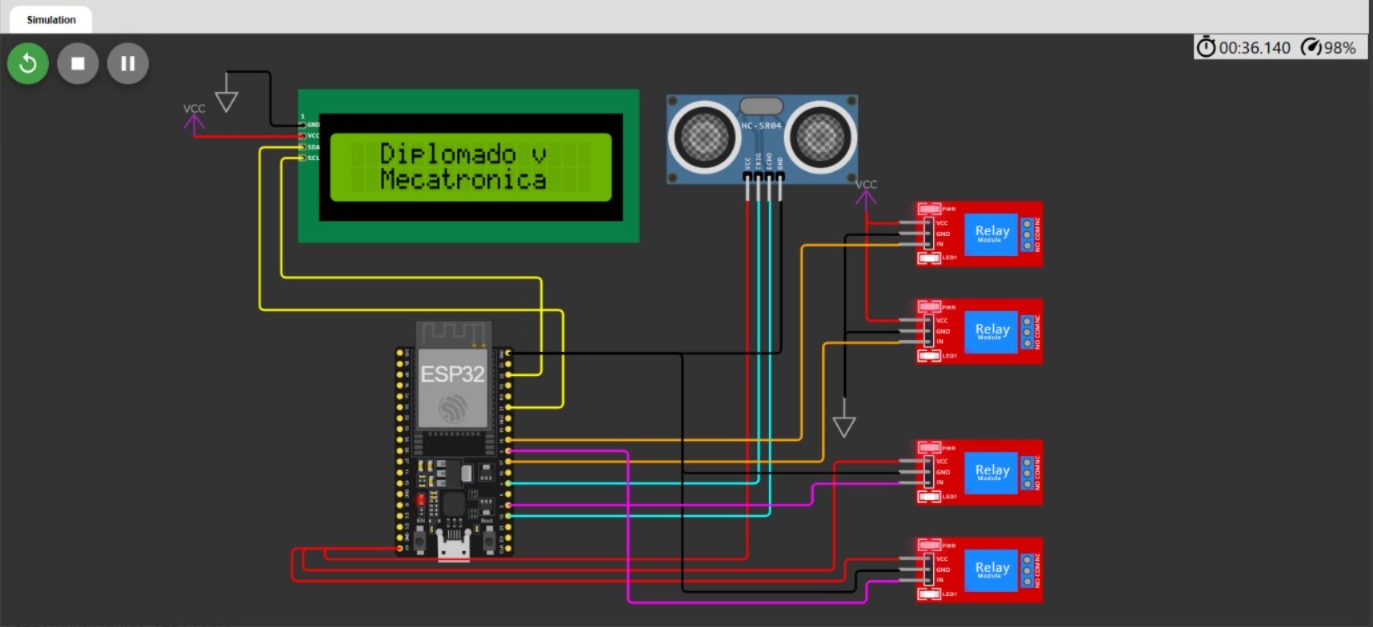 Simulation
00:36.140 98%
VCC
1
GND
VCC
SDA
SCL
Diplomado v
Mecatronica
HC-SR04
VCC
TRIG
ECHO
GND
VCC
PWR
VCC
GND
IN
LED1
Relay
Module
NO COM NC
PWR
VCC
GND
IN
LED1
Relay
Module
NO COM NC
ESP32
PWR
VCC
GND
IN
LED1
Relay
Module
NO COM NC
PWR
VCC
GND
IN
LED1
Relay
Module
NO COM NC